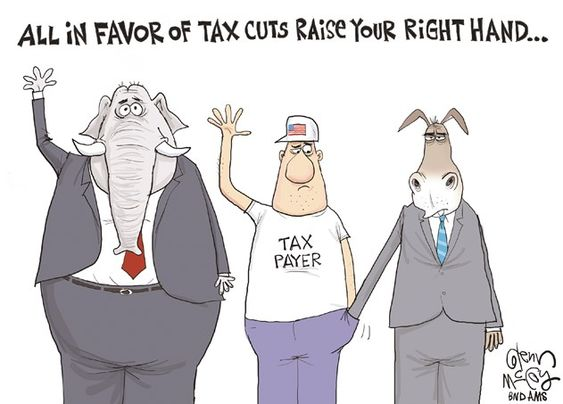 ALL IN FAVOR OF TAX CUTS RAISE YOUR RIGHT HAND...
TAX
PAYER
Glenn
McCoy
BND AMS